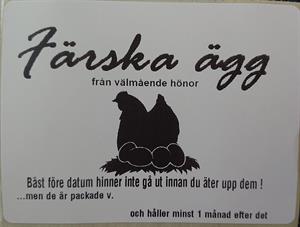 Färska ägg
från välmående hönor
Bäst före datum hinner inte gå ut innan du äter upp dem !
...men de är packade v.
och håller minst 1 månad efter det